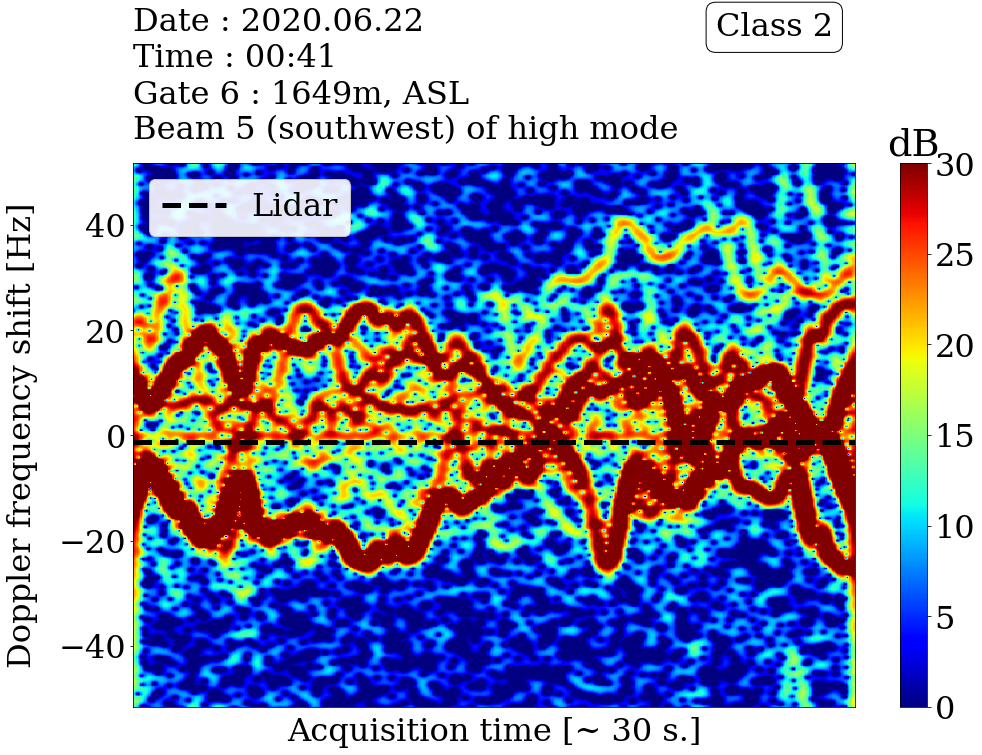 Date : 2020.06.22
Time : 00:41
Gate 6 : 1649m, ASL
Beam 5 (southwest) of high mode
Class 2
dB
Lidar
Doppler frequency shift [Hz]
40
20
0
−20
−40
Acquisition time [~ 30 s.]
30
25
20
15
10
5
0